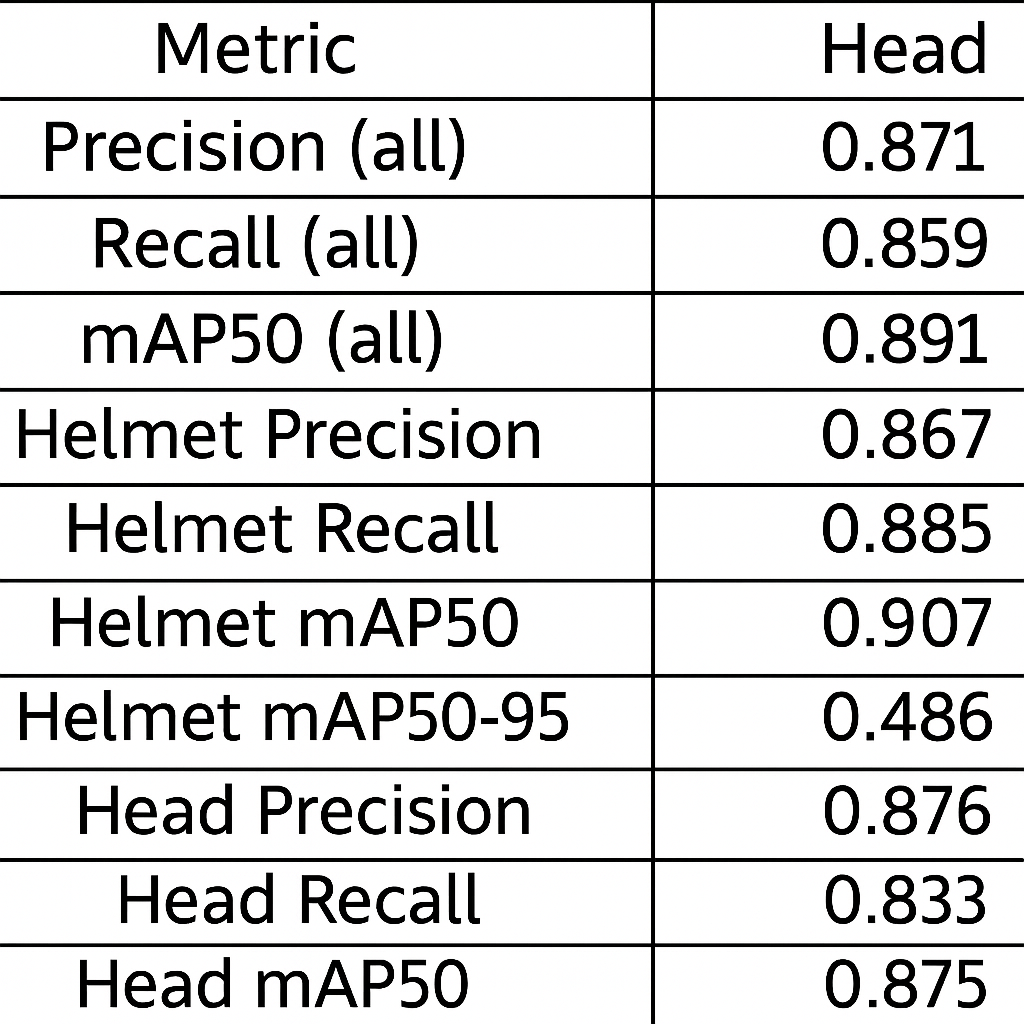 Metric Head
Precision (all) 0.871
Recall (all) 0.859
mAP50 (all) 0.891
Helmet Precision 0.867
Helmet Recall 0.885
Helmet mAP50 0.907
Helmet mAP50-95 0.486
Head Precision 0.876
Head Recall 0.833
Head mAP50 0.875